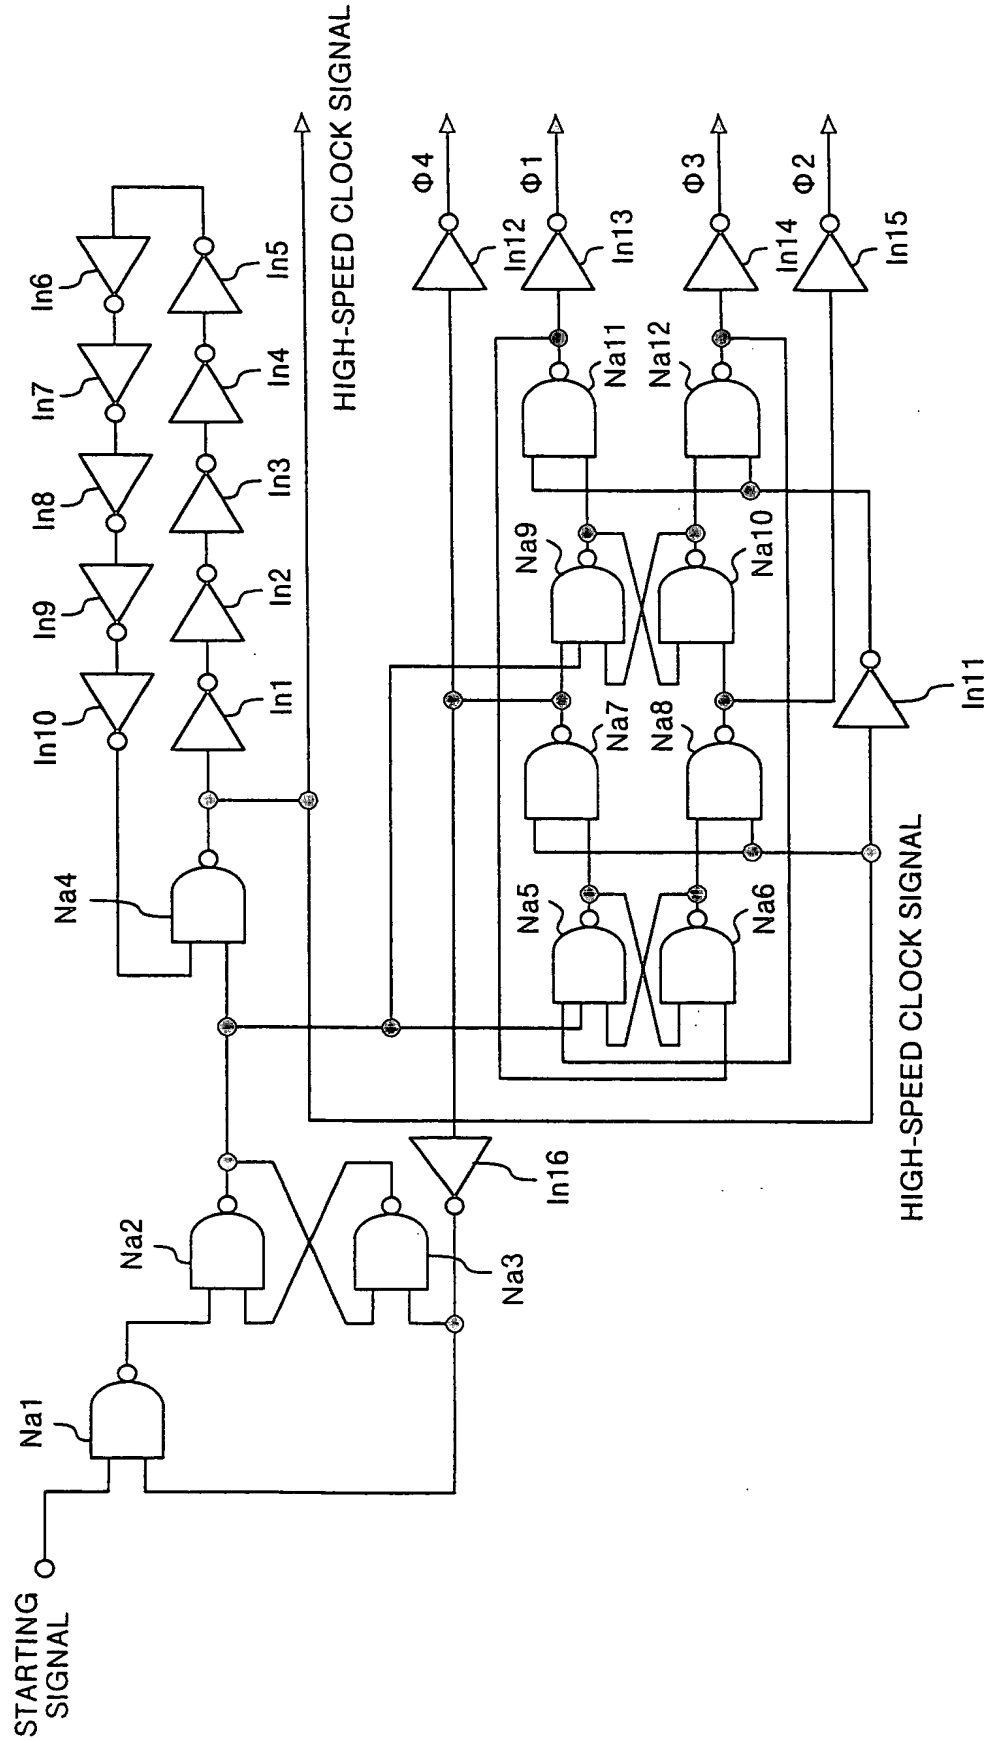 STARTING
SIGNAL
Na1
Na2
Na3
In16
Na4
In10
In9
In8
In7
In6
In1
In2
In3
In4
In5
HIGH-SPEED CLOCK SIGNAL
Na5
Na6
Na7
Na8
Na9
Na10
Na11
Na12
In11
In12
In13
In14
In15
Φ4
Φ1
Φ3
Φ2
HIGH-SPEED CLOCK SIGNAL